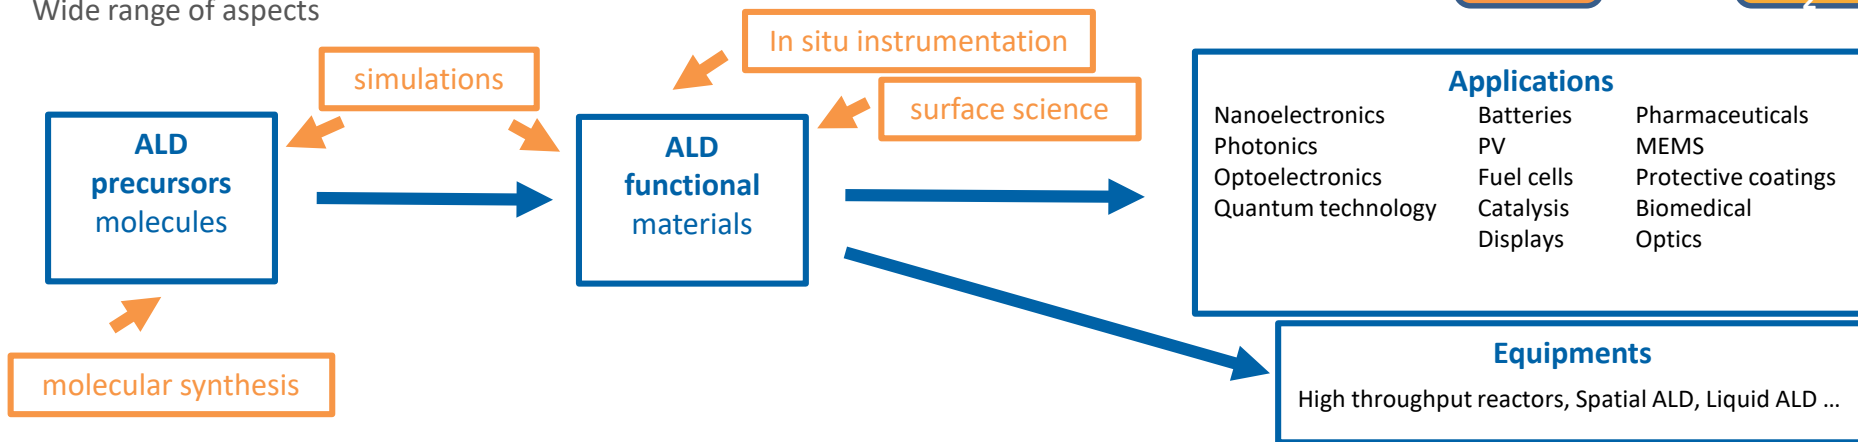 Wide range of aspects
2
simulations
In situ instrumentation
surface science
ALD
precursors
molecules
ALD
functional
materials
molecular synthesis
Applications
Nanoelectronics
Photonics
Optoelectronics
Quantum technology
Batteries
PV
Fuel cells
Catalysis
Displays
Pharmaceuticals
MEMS
Protective coatings
Biomedical
Optics
Equipments
High throughput reactors, Spatial ALD, Liquid ALD ...